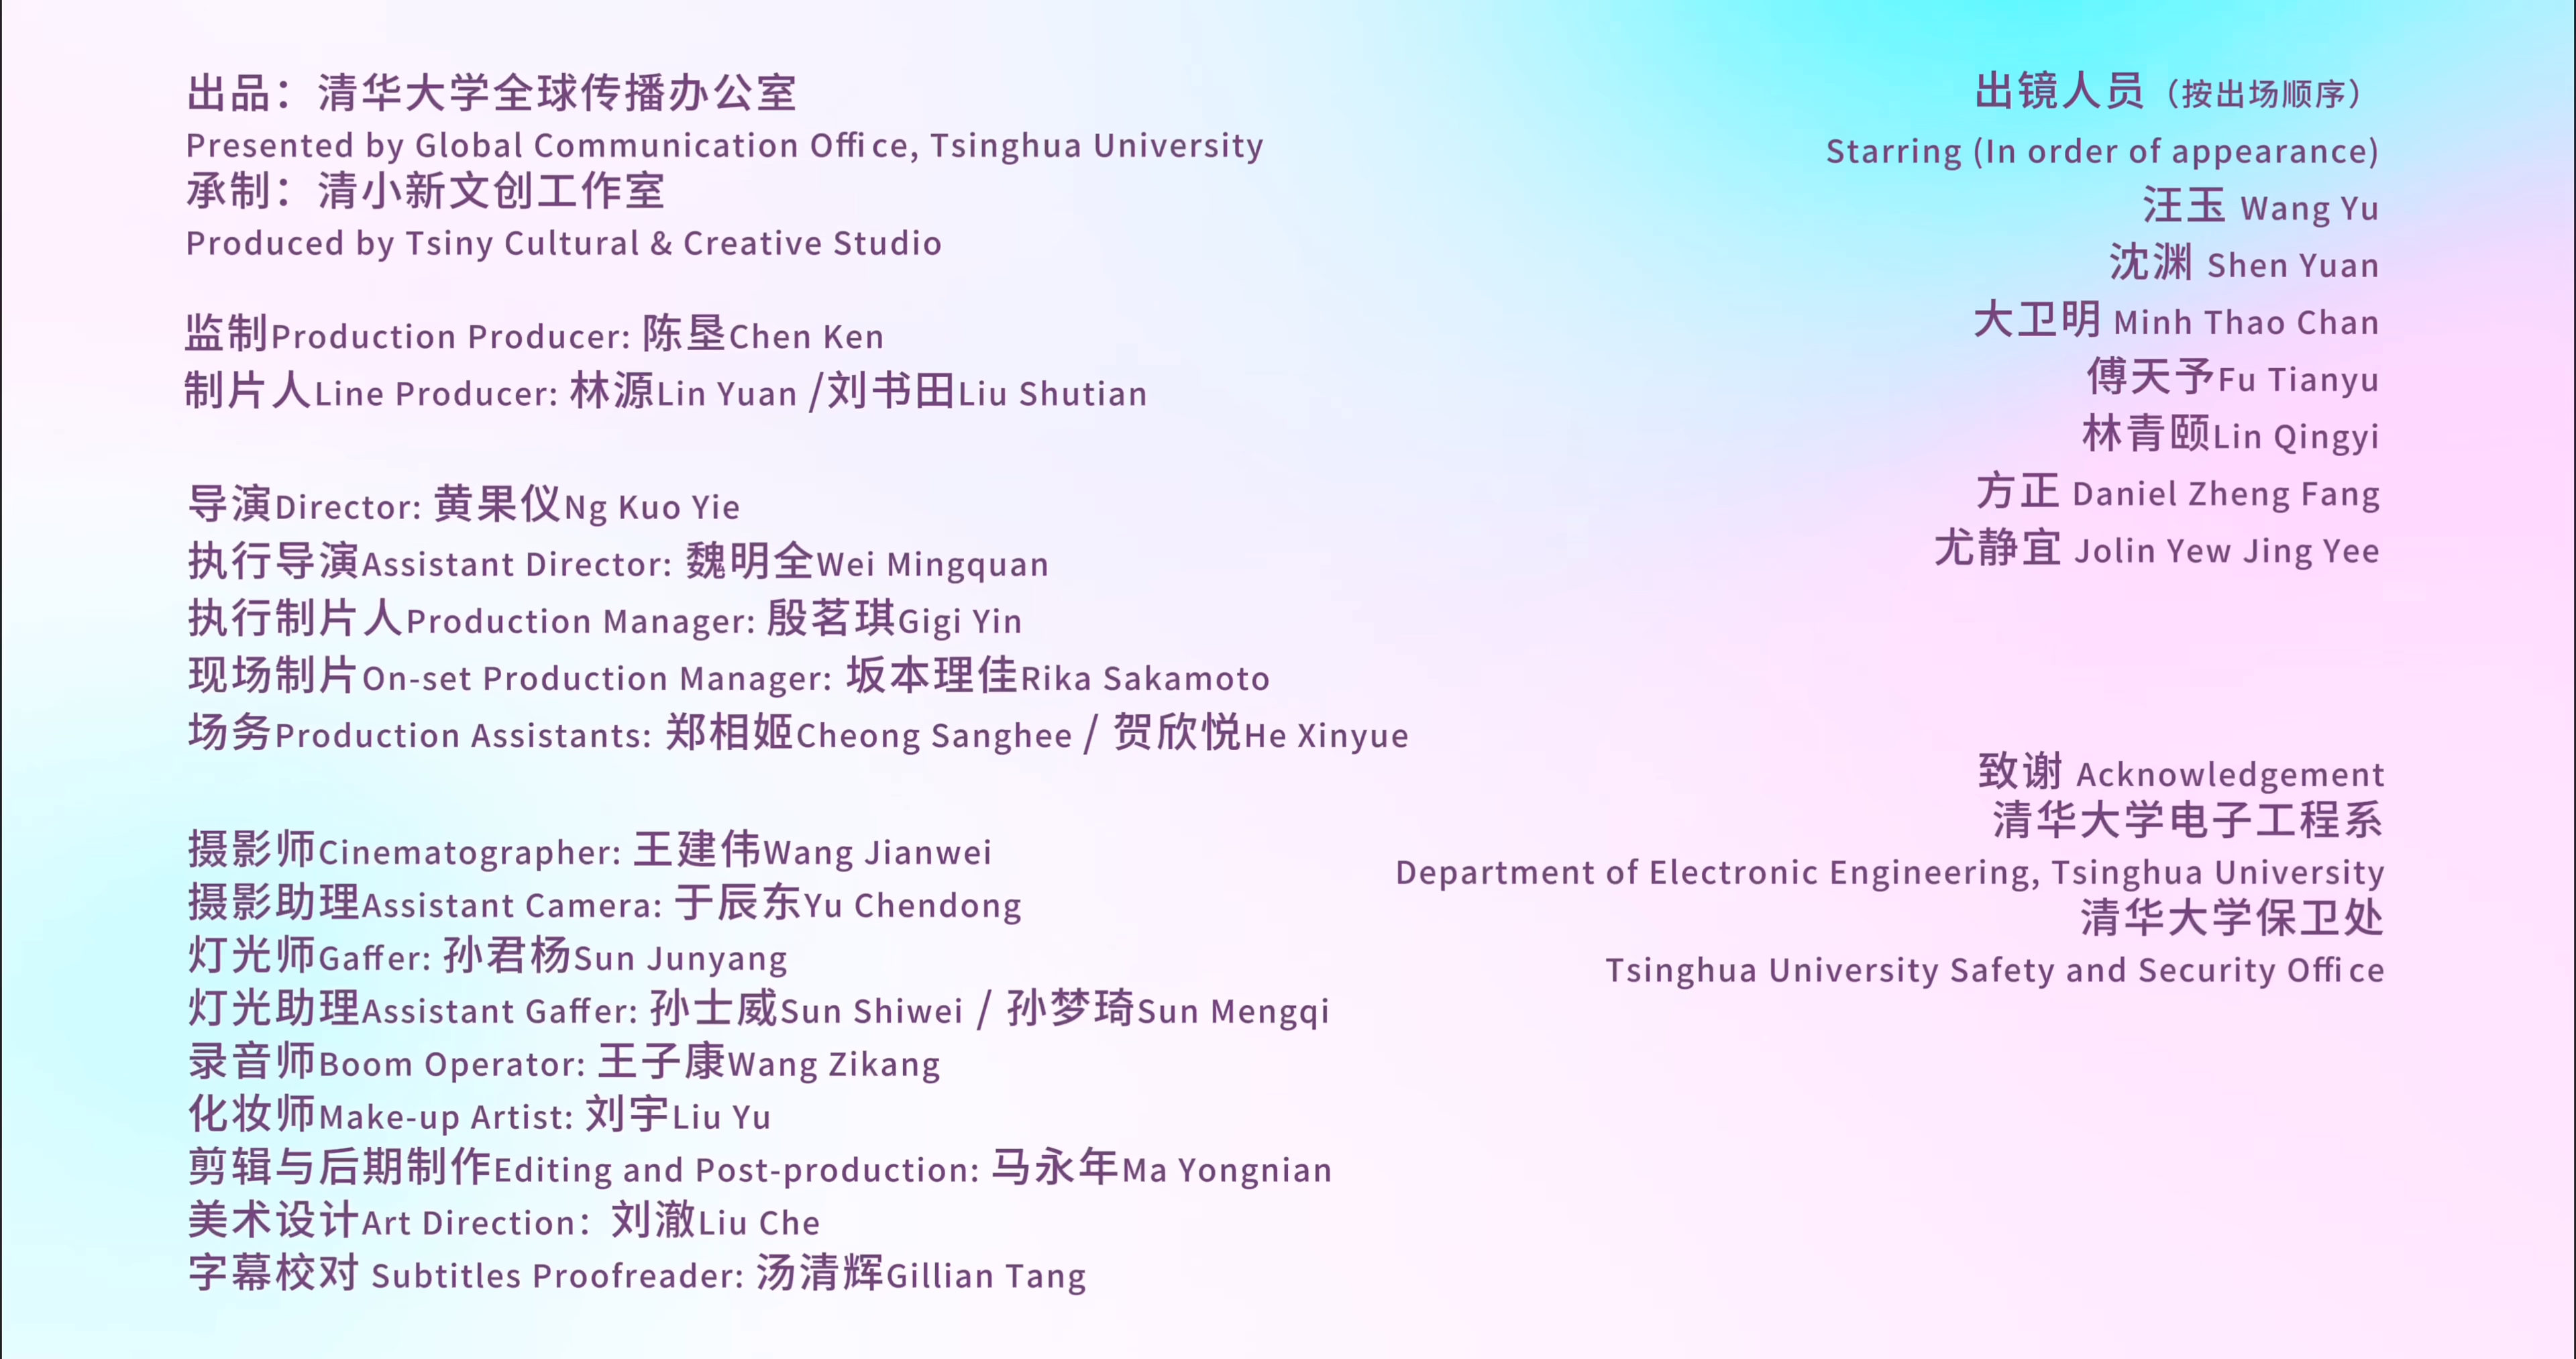 出品：清华大学全球传播办公室
Presented by Global Communication Office, Tsinghua University
承制：清小新文创工作室
Produced by Tsiny Cultural & Creative Studio
监制Production Producer: 陈垦Chen Ken
制片人Line Producer: 林源Lin Yuan /刘书田Liu Shutian
导演Director: 黄果仪Ng Kuo Yie
执行导演Assistant Director: 魏明全Wei Mingquan
执行制片人Production Manager: 殷茗琪Gigi Yin
现场制片On-set Production Manager: 坂本理佳Rika Sakamoto
场务Production Assistants: 郑相姬Cheong Sanghee / 贺欣悦He Xinyue
摄影师Cinematographer: 王建伟Wang Jianwei
摄影助理Assistant Camera: 于辰东Yu Chendong
灯光师Gaffer: 孙君杨Sun Junyang
灯光助理Assistant Gaffer: 孙士威Sun Shiwei / 孙梦琦Sun Mengqi
录音师Boom Operator: 王子康Wang Zikang
化妆师Make-up Artist: 刘宇Liu Yu
剪辑与后期制作Editing and Post-production: 马永年Ma Yongnian
美术设计Art Direction：刘澈Liu Che
字幕校对 Subtitles Proofreader: 汤清辉Gillian Tang
出镜人员（按出场顺序）
Starring (In order of appearance)
汪玉 Wang Yu
沈渊 Shen Yuan
大卫明 Minh Thao Chan
傅天予Fu Tianyu
林青颐Lin Qingyi
方正 Daniel Zheng Fang
尤静宜 Jolin Yew Jing Yee
致谢 Acknowledgement
清华大学电子工程系
Department of Electronic Engineering, Tsinghua University
清华大学保卫处
Tsinghua University Safety and Security Office